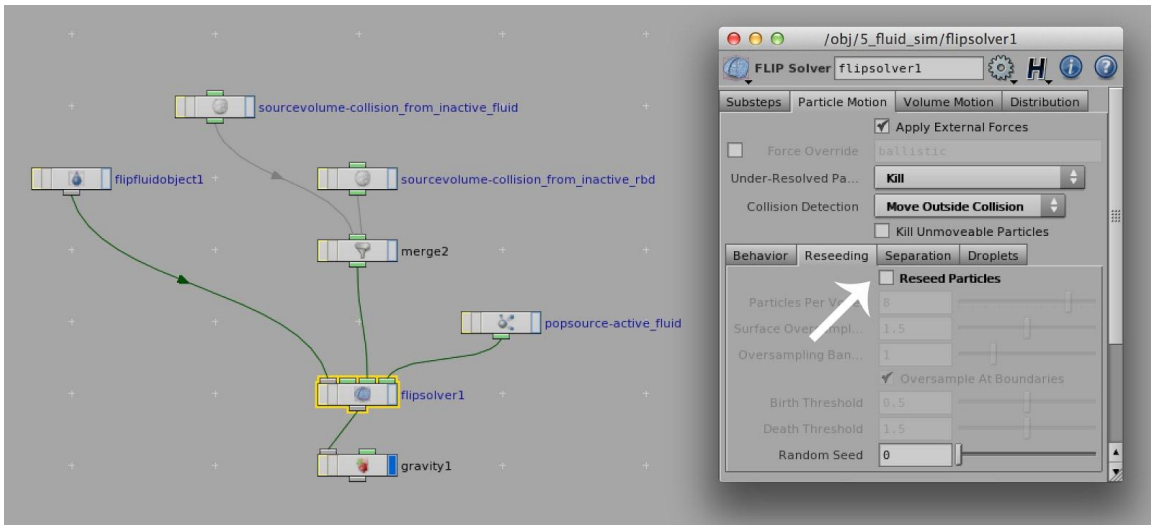 sourcevolume-collision_from_inactive_fluid
flipfluidobject1
sourcevolume-collision_from_inactive_rbd
merge2
popsource-active_fluid
flipsolver1
gravity1
/obj/5_fluid_sim/flipsolver1
FLIP Solver flipsolver1
Substeps Particle Motion Volume Motion Distribution
Apply External Forces
Force Override ballistic
Under-Resolved Pa... Kill
Collision Detection Move Outside Collision
Kill Unmoveable Particles
Behavior Reseeding Separation Droplets
Reseed Particles
Particles Per 8
Surface 1.5
Oversampling Ban... 1
Oversample At Boundaries
Birth Threshold 0.5
Death Threshold 1.5
Random Seed 0